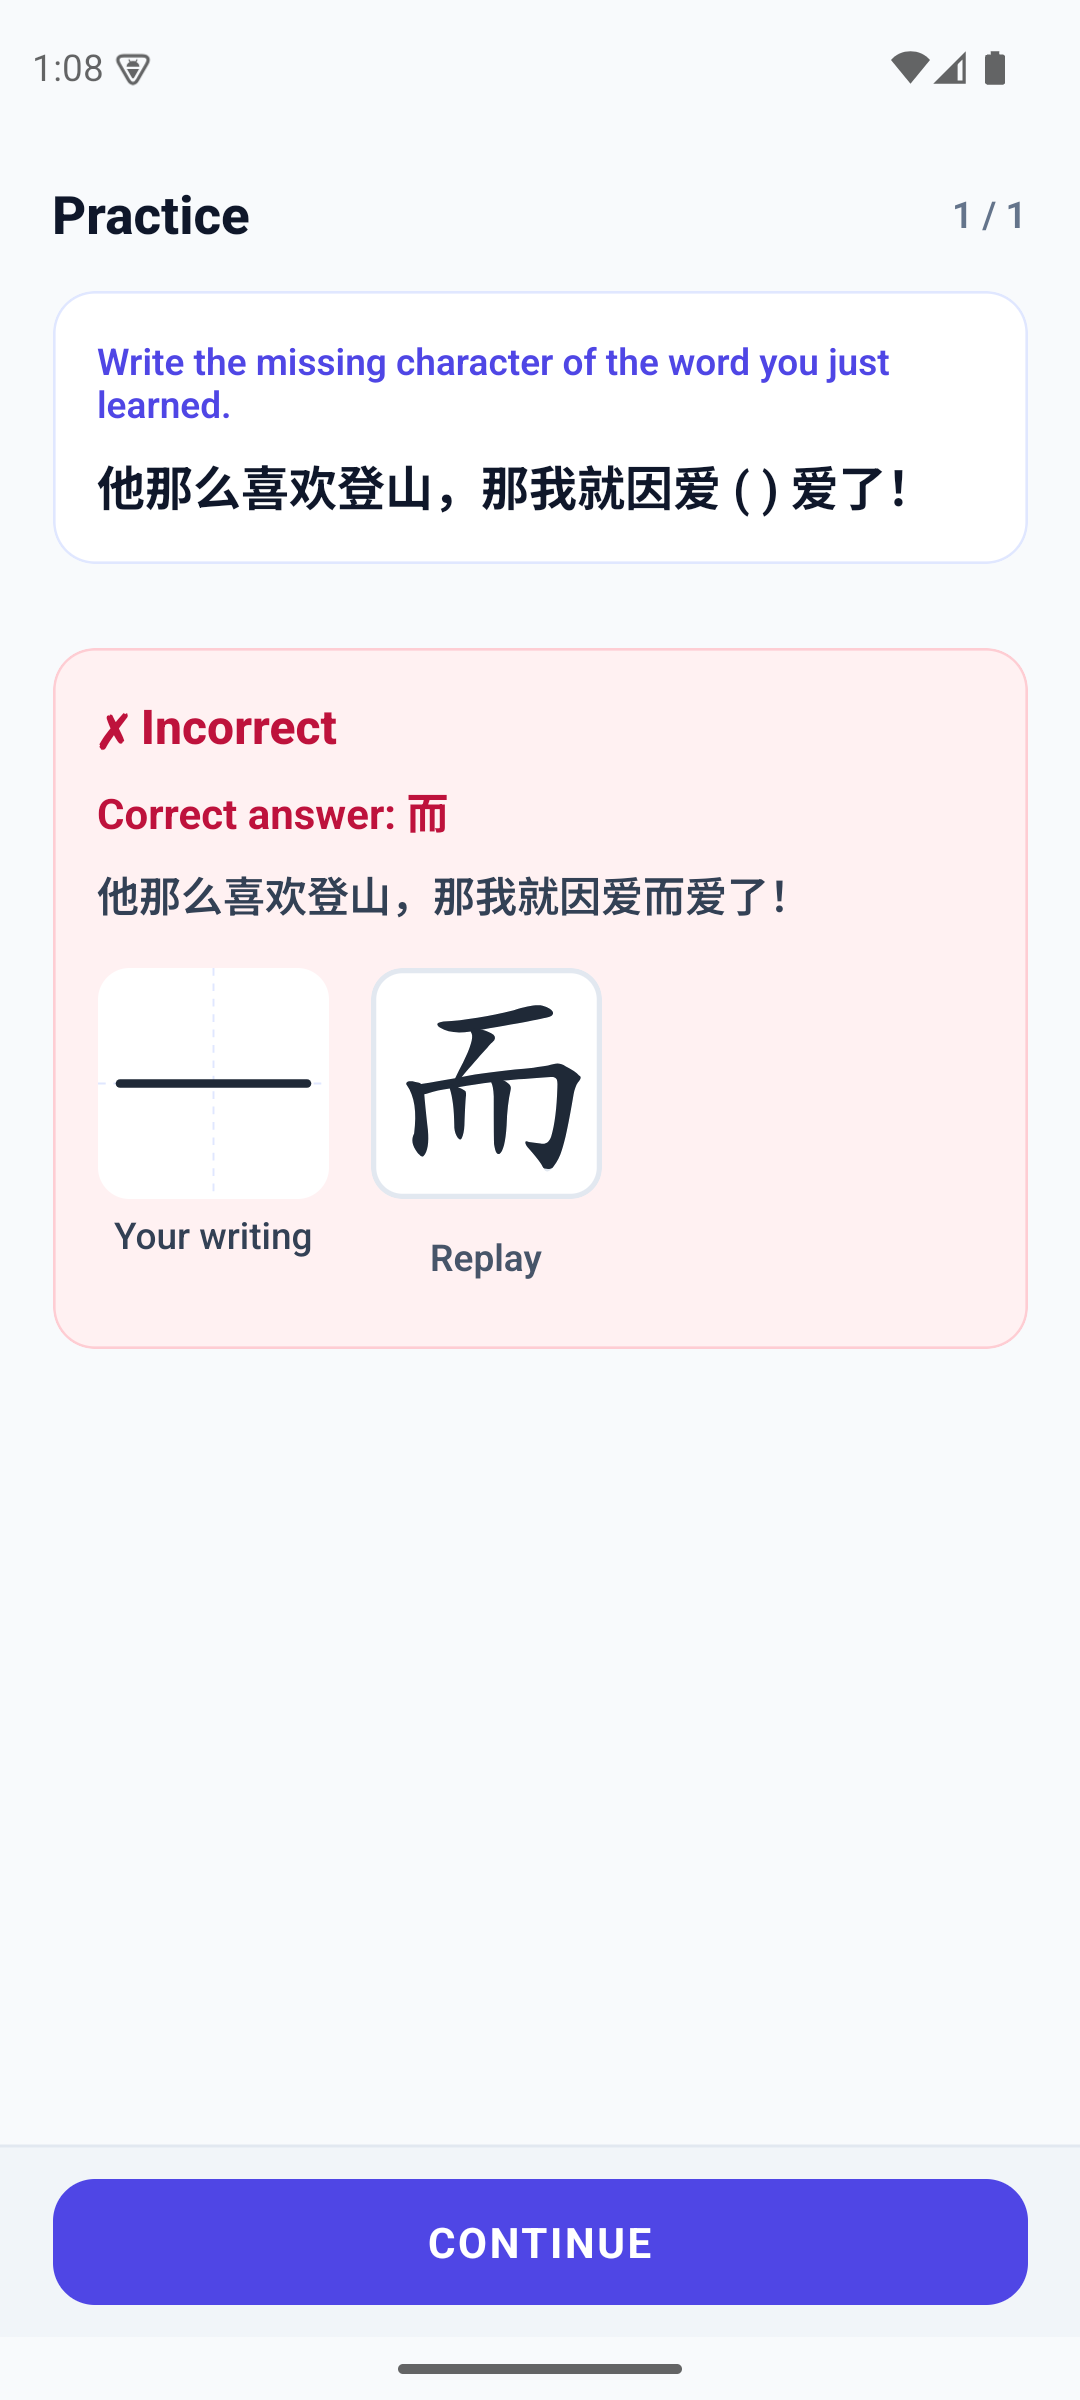 1:08
Practice
1 / 1
Write the missing character of the word you just
learned.
他那么喜欢登山，那我就因爱 ( ) 爱了！
✗ Incorrect
Correct answer: 而
他那么喜欢登山，那我就因爱而爱了！
一
而
Your writing
Replay
CONTINUE